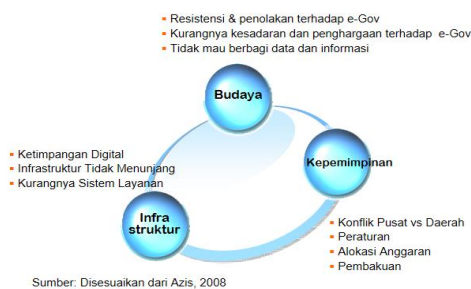 ▪ Resistensi & penolakan terhadap e-Gov
▪ Kurangnya kesadaran dan penghargaan terhadap e-Gov
▪ Tidak mau berbagi data dan informasi
Budaya
▪ Ketimpangan Digital
▪ Infrastruktur Tidak Menunjang
▪ Kurangnya Sistem Layanan
Kepemimpinan
Infra
struktur
▪ Konflik Pusat vs Daerah
▪ Peraturan
▪ Alokasi Anggaran
▪ Pembakuan
Sumber: Disesuaikan dari Azis, 2008